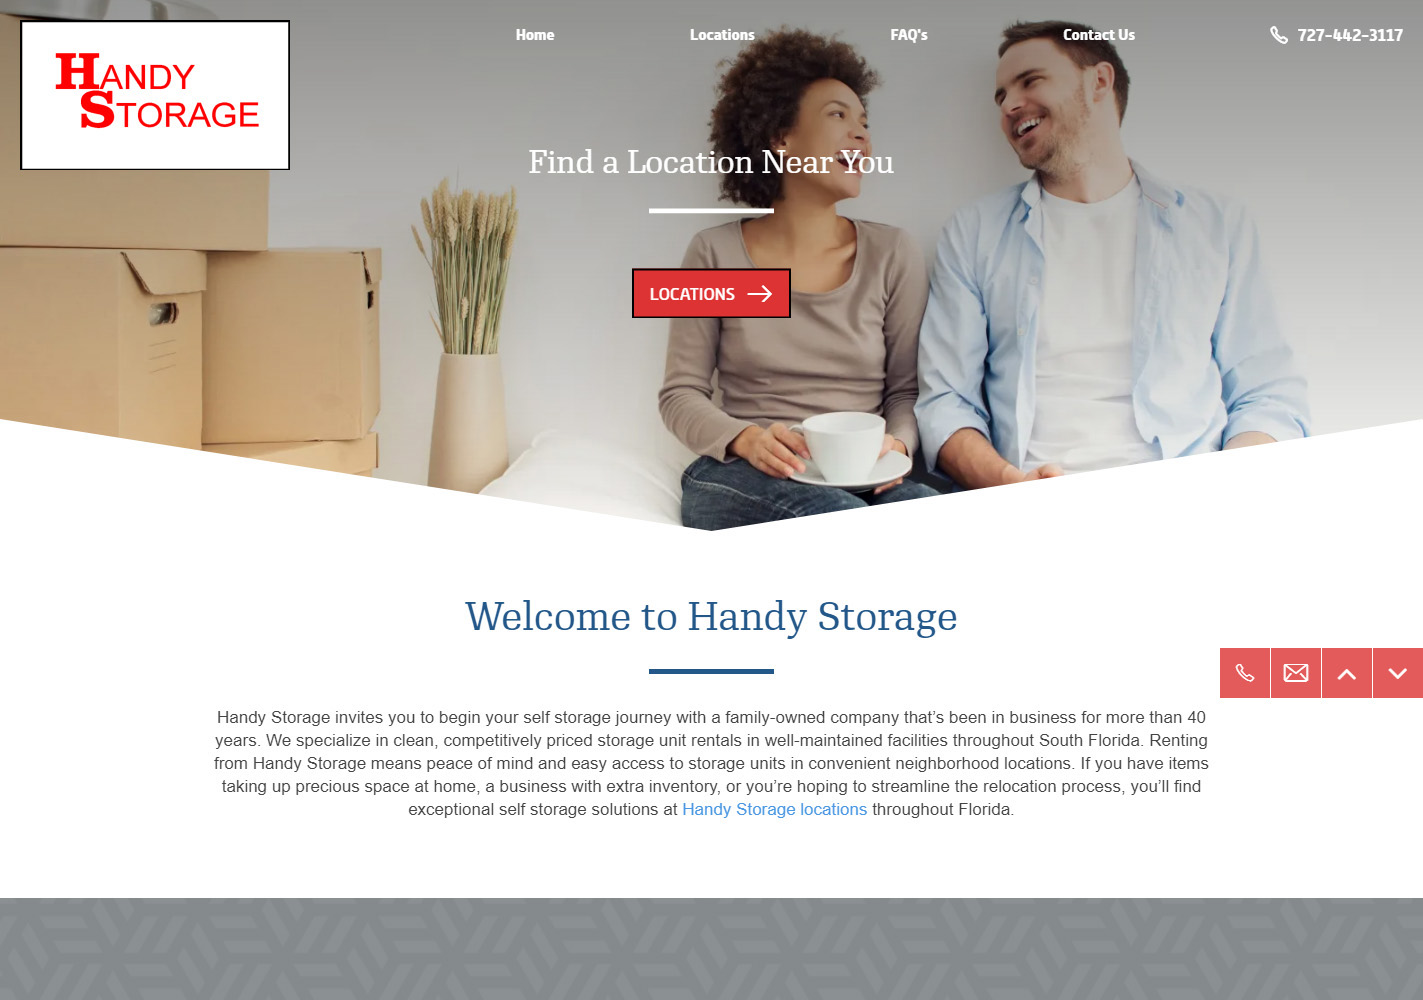 HANDY
STORAGE
Home
Locations
FAQ's
Contact Us
727-442-3117
Find a Location Near You
LOCATIONS
Welcome to Handy Storage
Handy Storage invites you to begin your self storage journey with a family-owned company that’s been in business for more than 40
years. We specialize in clean, competitively priced storage unit rentals in well-maintained facilities throughout South Florida. Renting
from Handy Storage means peace of mind and easy access to storage units in convenient neighborhood locations. If you have items
taking up precious space at home, a business with extra inventory, or you’re hoping to streamline the relocation process, you’ll find
exceptional self storage solutions at Handy Storage locations throughout Florida.